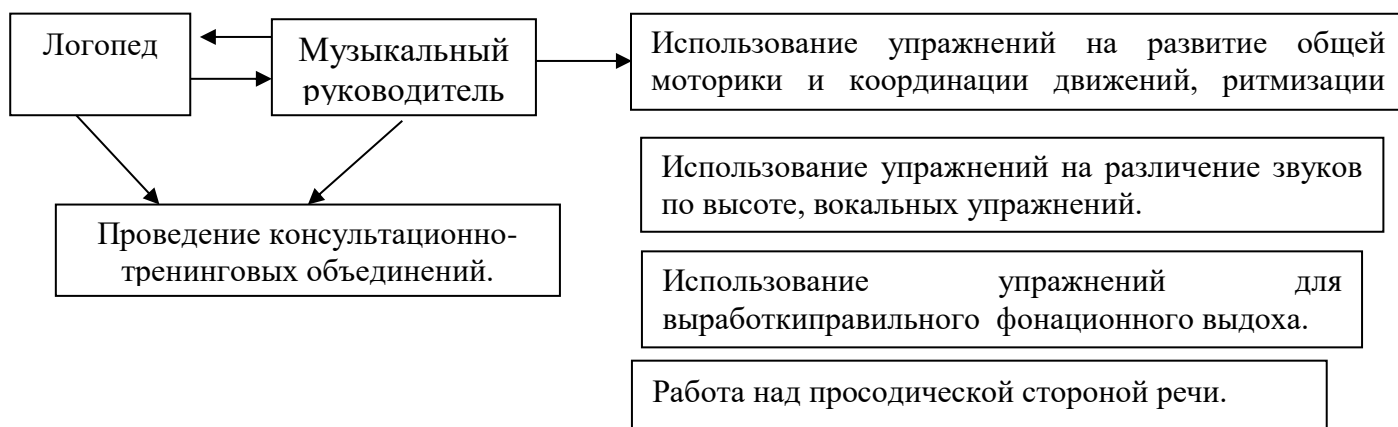 Логопед
Музыкальный
руководитель
Использование упражнений на развитие общей
моторики и координации движений, ритмизации
Использование упражнений на различение звуков
по высоте, вокальных упражнений.
Проведение консультационно-
тренинговых объединений.
Использование упражнений для
выработкиправильного фонационного выдоха.
Работа над просодической стороной речи.